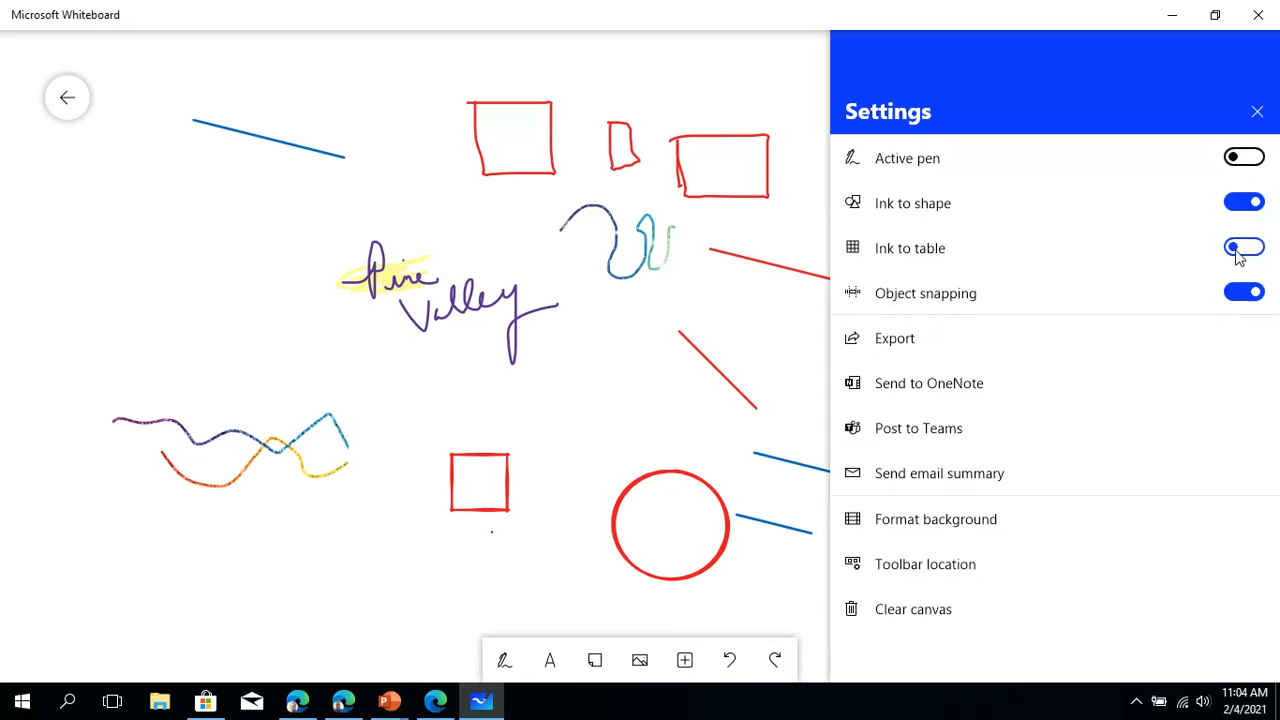 Microsoft Whiteboard
Settings
Active pen
Ink to shape
Ink to table
Object snapping
Export
Send to OneNote
Post to Teams
Send email summary
Format background
Toolbar location
Clear canvas
Pine
Valley
11:04 AM
2/4/2021